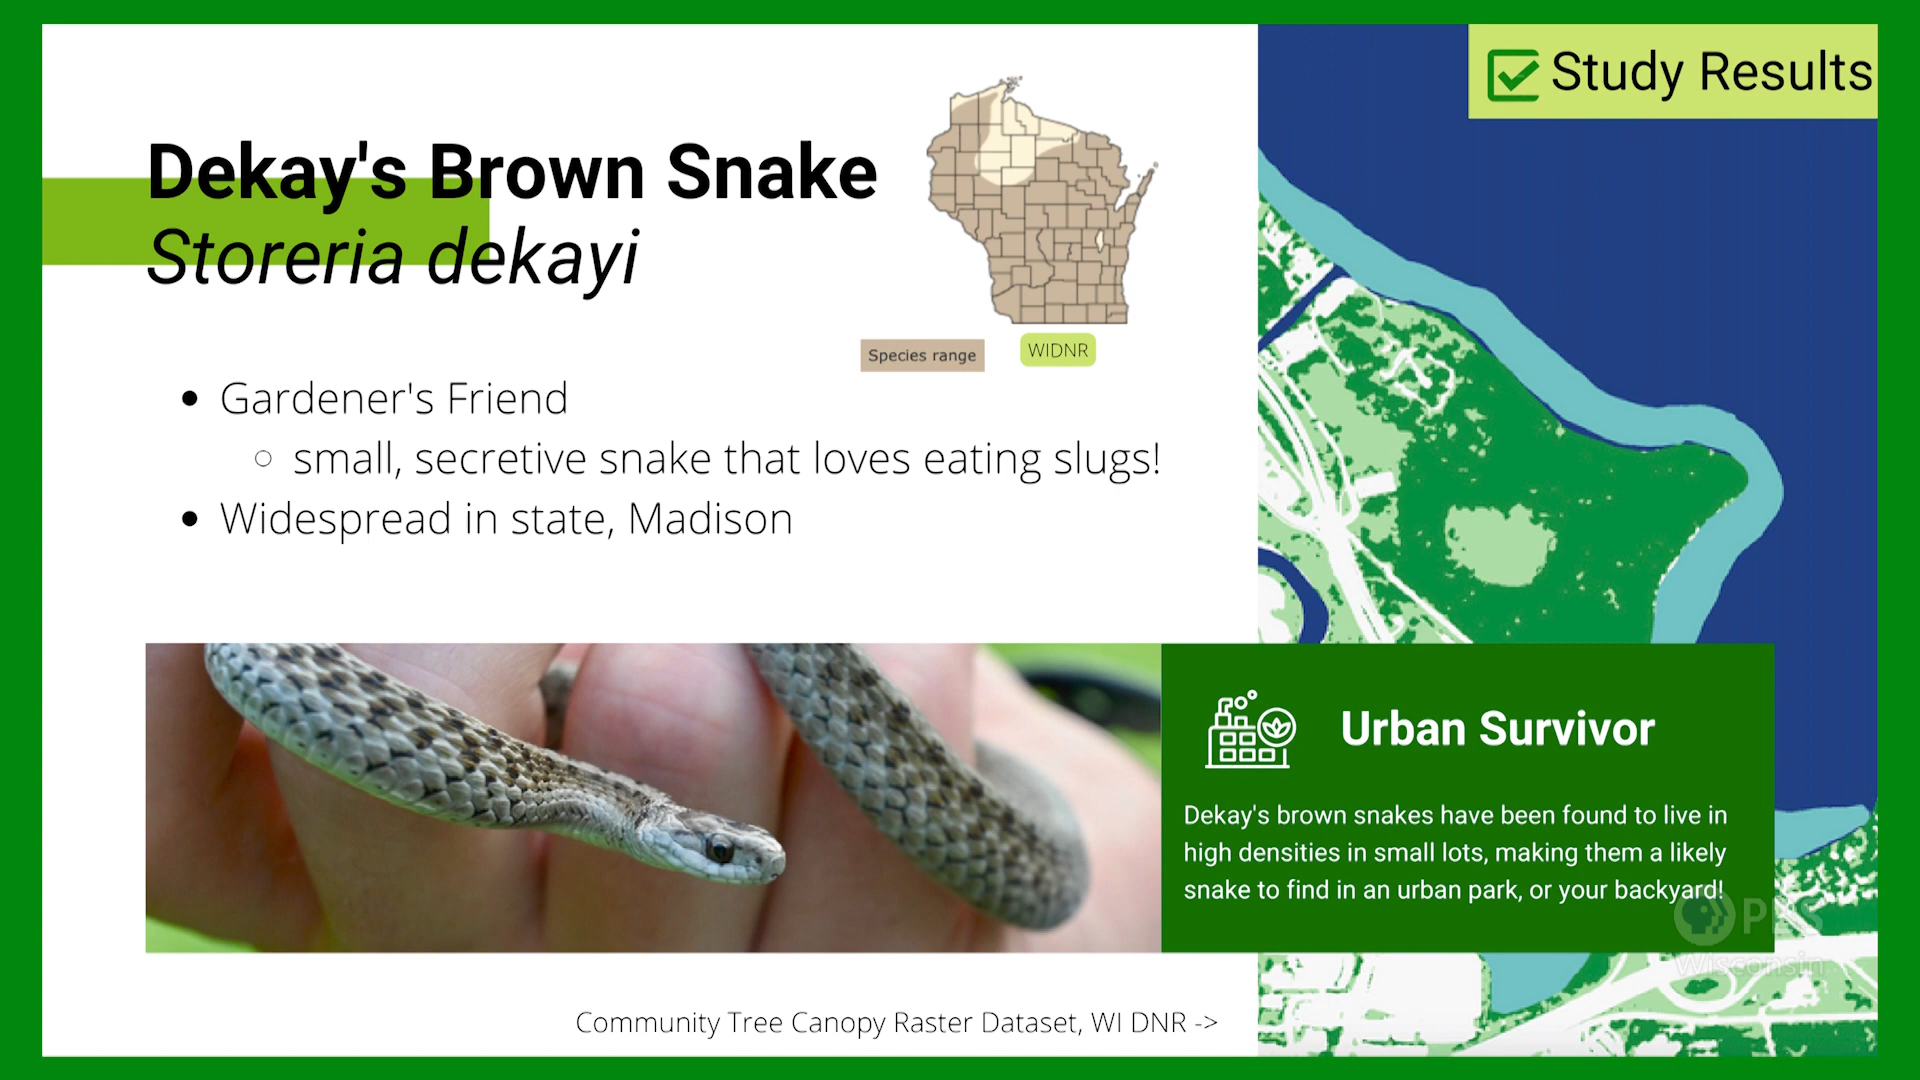 Study Results
Dekay's Brown Snake
Storeria dekayi
Species range
WIDNR
Gardener's Friend
small, secretive snake that loves eating slugs!
Widespread in state, Madison
Urban Survivor
Dekay's brown snakes have been found to live in
high densities in small lots, making them a likely
snake to find in an urban park, or your backyard!
PBS
Wisconsin
Community Tree Canopy Raster Dataset, WI DNR ->